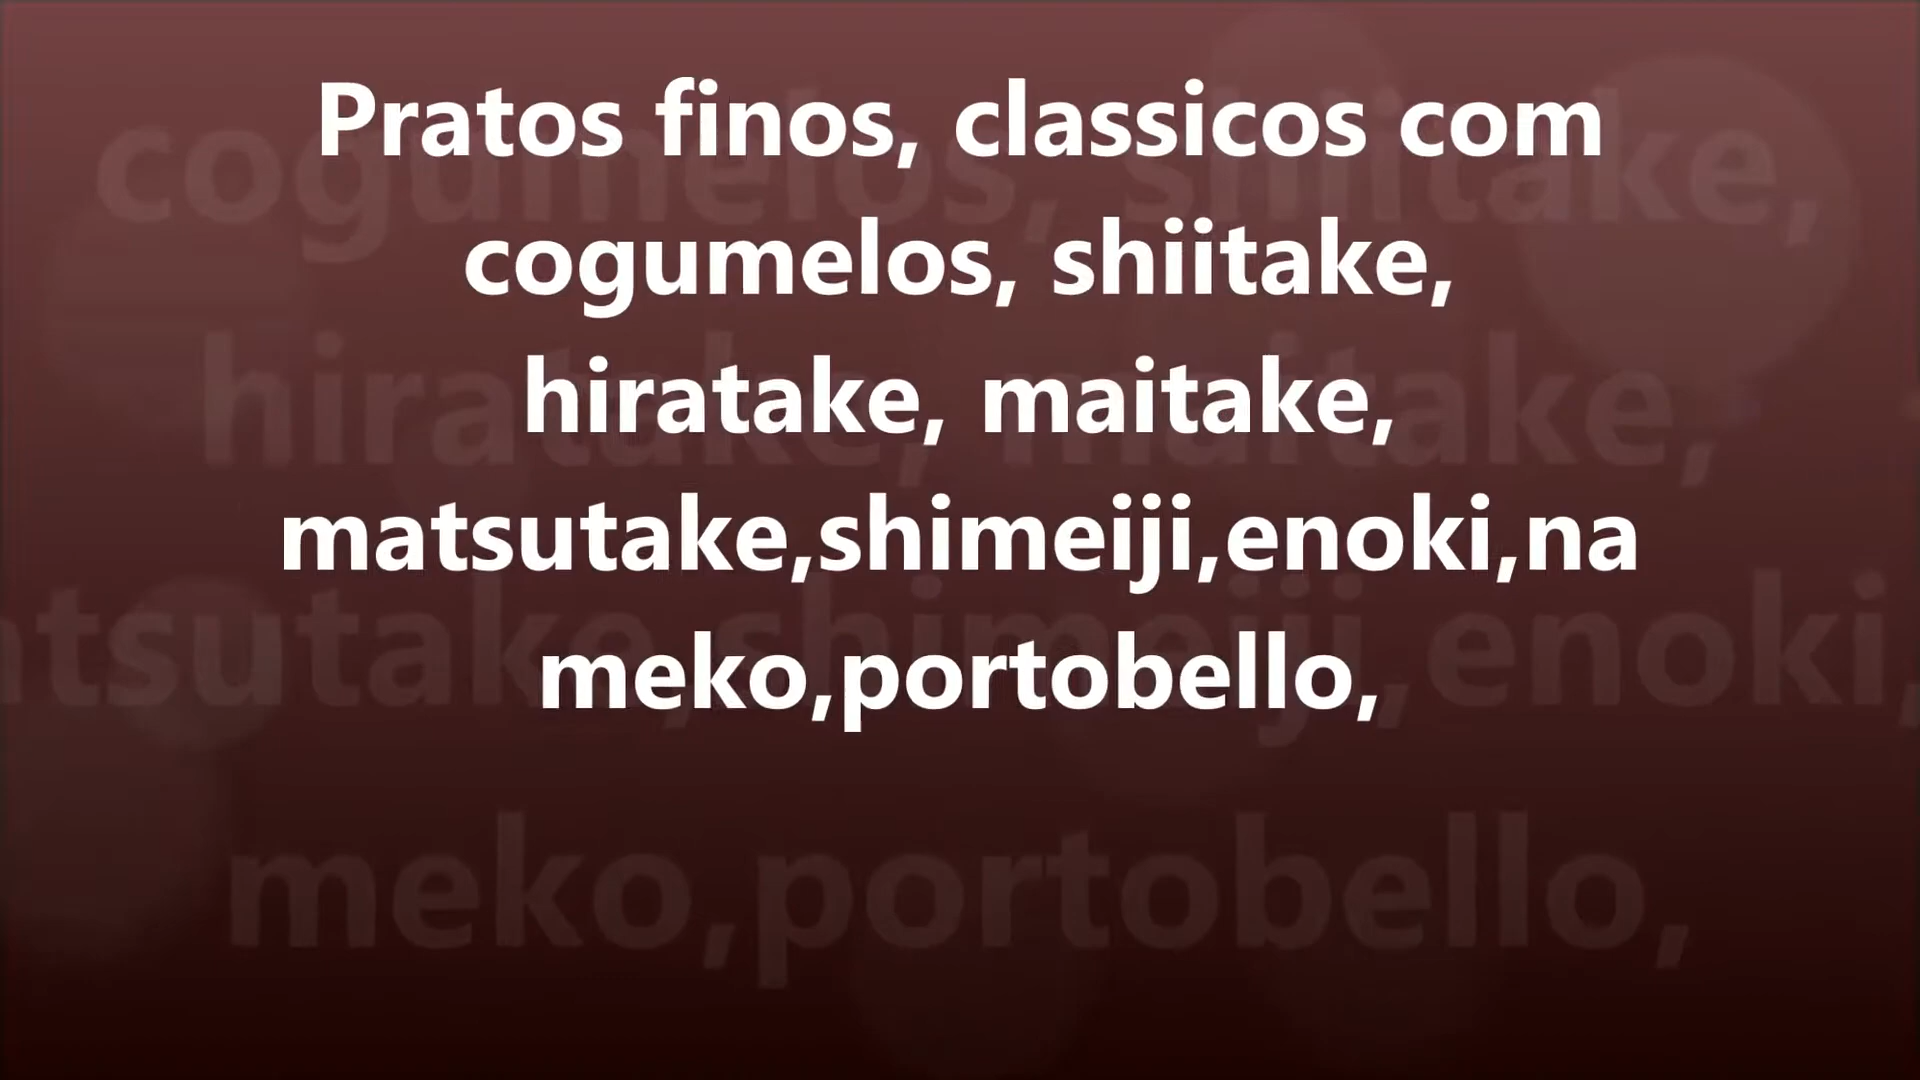 Pratos finos, classicos com
cogumelos, shiitake,
hiratake, maitake,
matsutake,shimeiji,enoki,na
meko,portobello,